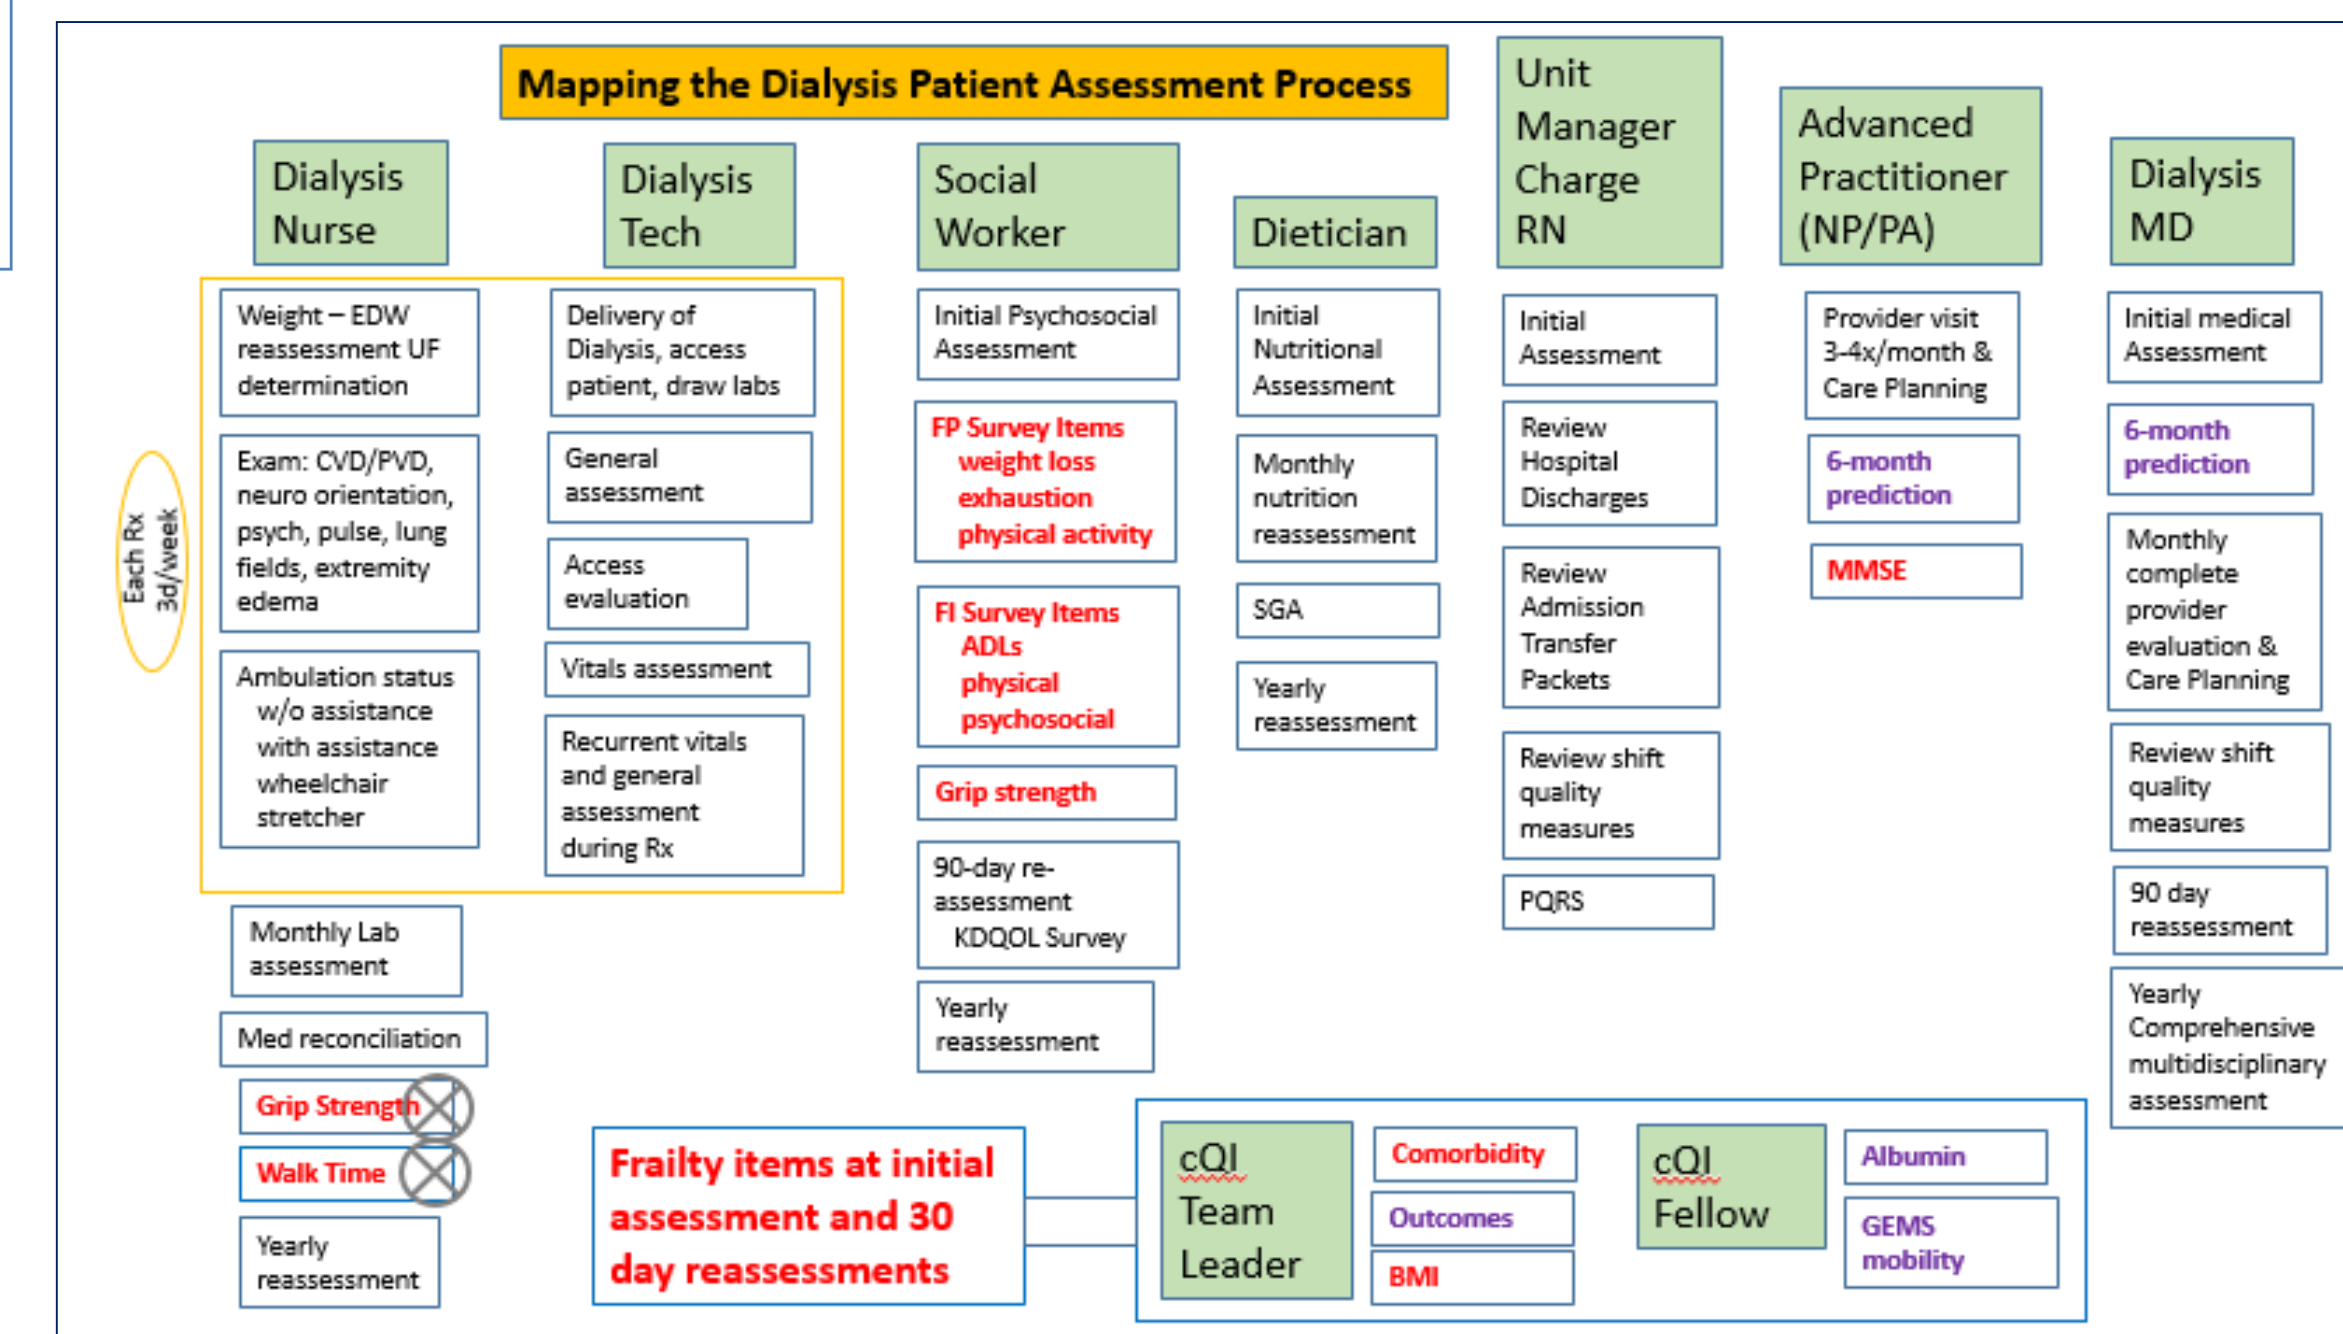 Mapping the Dialysis Patient Assessment Process
Dialysis
Nurse
Dialysis
Tech
Social
Worker
Dietician
Unit
Manager
Charge
RN
Advanced
Practitioner
(NP/PA)
Dialysis
MD
Each Rx
3d/week
Weight – EDW
reassessment UF
determination
Exam: CVD/PVD,
neuro orientation,
psych, pulse, lung
fields, extremity
edema
Ambulation status
w/o assistance
with assistance
wheelchair
stretcher
Monthly Lab
assessment
Med reconciliation
Grip Strength
Walk Time
Yearly
reassessment
Delivery of
Dialysis, access
patient, draw labs
General
assessment
Access
evaluation
Vitals assessment
Recurrent vitals
and general
assessment
during Rx
Initial Psychosocial
Assessment
FP Survey Items
weight loss
exhaustion
physical activity
FI Survey Items
ADLs
physical
psychosocial
Grip strength
90-day re-
assessment
KDQOL Survey
Yearly
reassessment
Initial
Nutritional
Assessment
Monthly
nutrition
reassessment
SGA
Yearly
reassessment
Initial
Assessment
Review
Hospital
Discharges
Review
Admission
Transfer
Packets
Review shift
quality
measures
PQRS
Provider visit
3-4x/month &
Care Planning
6-month
prediction
MMSE
Initial medical
Assessment
6-month
prediction
Monthly
complete
provider
evaluation &
Care Planning
Review shift
quality
measures
90 day
reassessment
Yearly
Comprehensive
multidisciplinary
assessment
Frailty items at initial
assessment and 30
day reassessments
cQI
Team
Leader
Comorbidity
Outcomes
BMI
cQI
Fellow
Albumin
GEMS
mobility